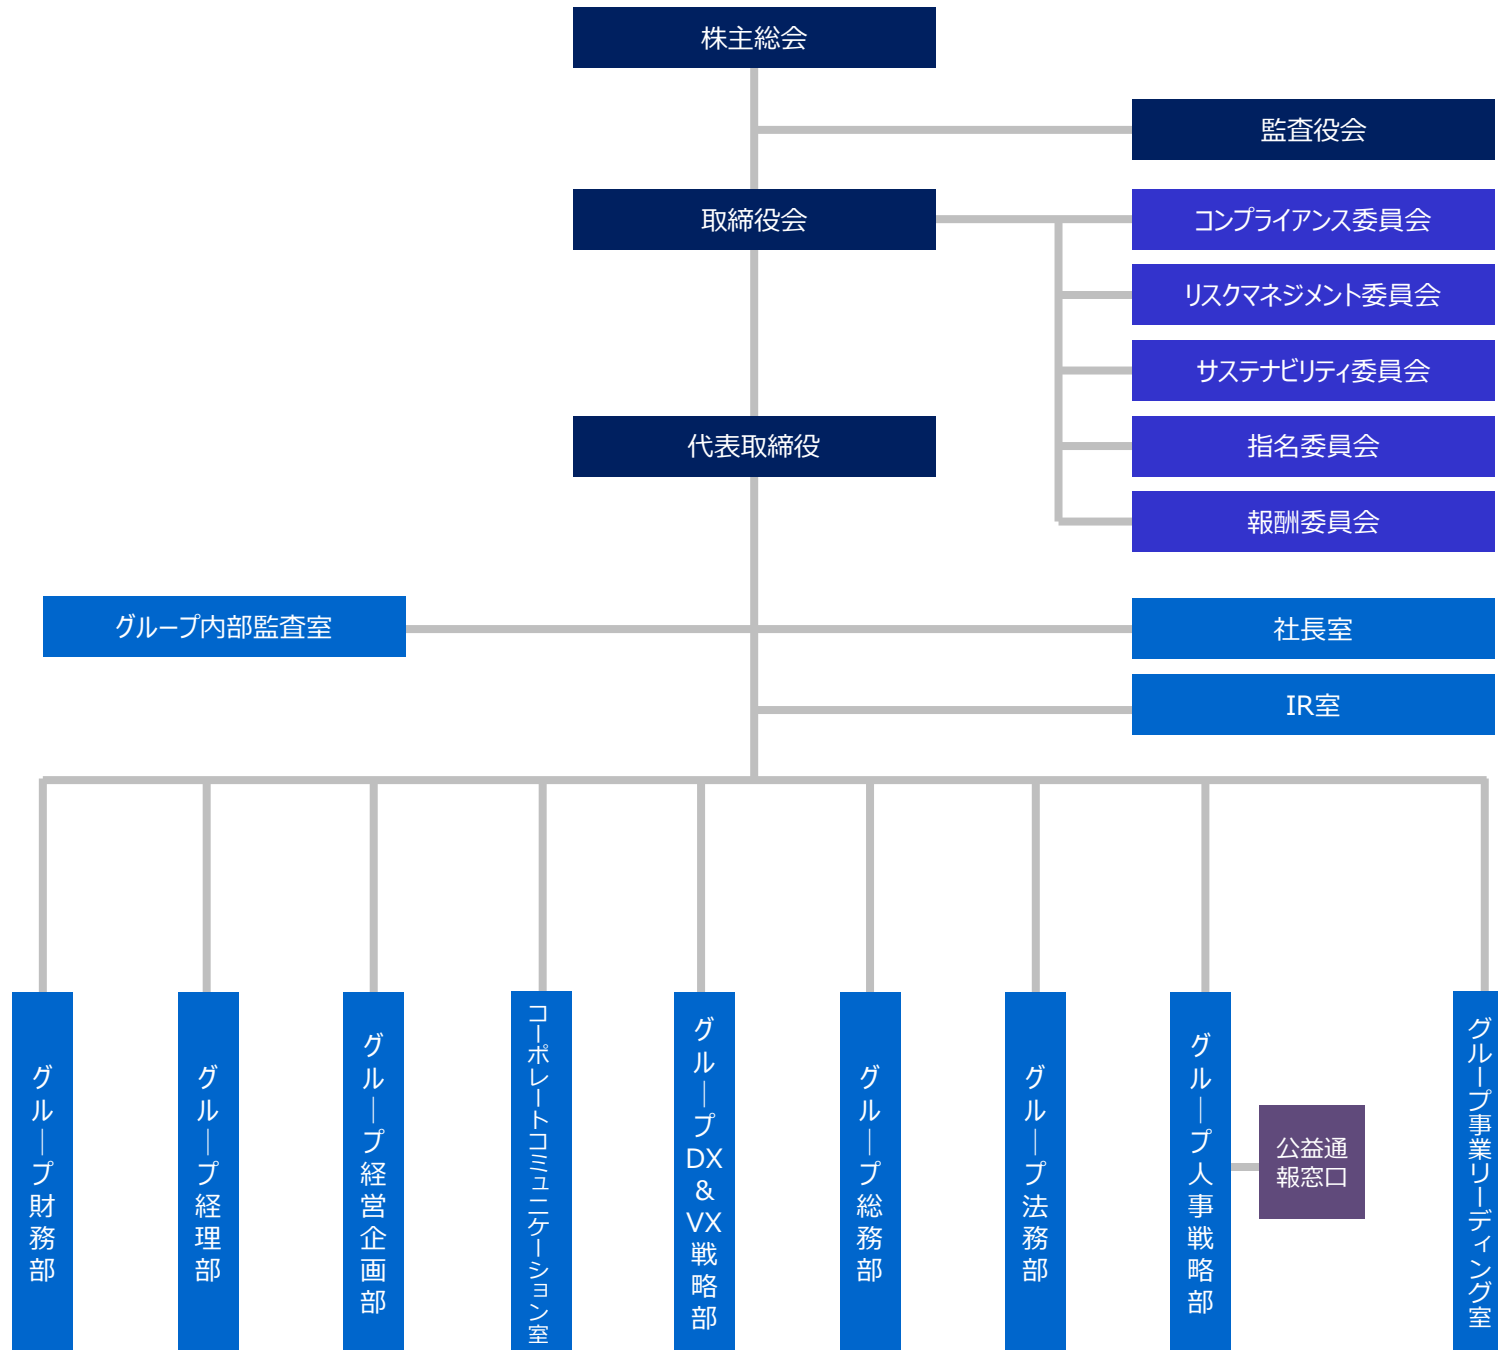 株主総会
監査役会
取締役会
コンプライアンス委員会
リスクマネジメント委員会
サステナビリティ委員会
代表取締役
指名委員会
報酬委員会
グループ内部監査室
社長室
IR室
グループ財務部
グループ経理部
グループ経営企画部
コーポレートコミュニケーション室
グループDX&VX戦略部
グループ総務部
グループ法務部
グループ人事戦略部
公益通
報窓口
グループ事業リーディング室